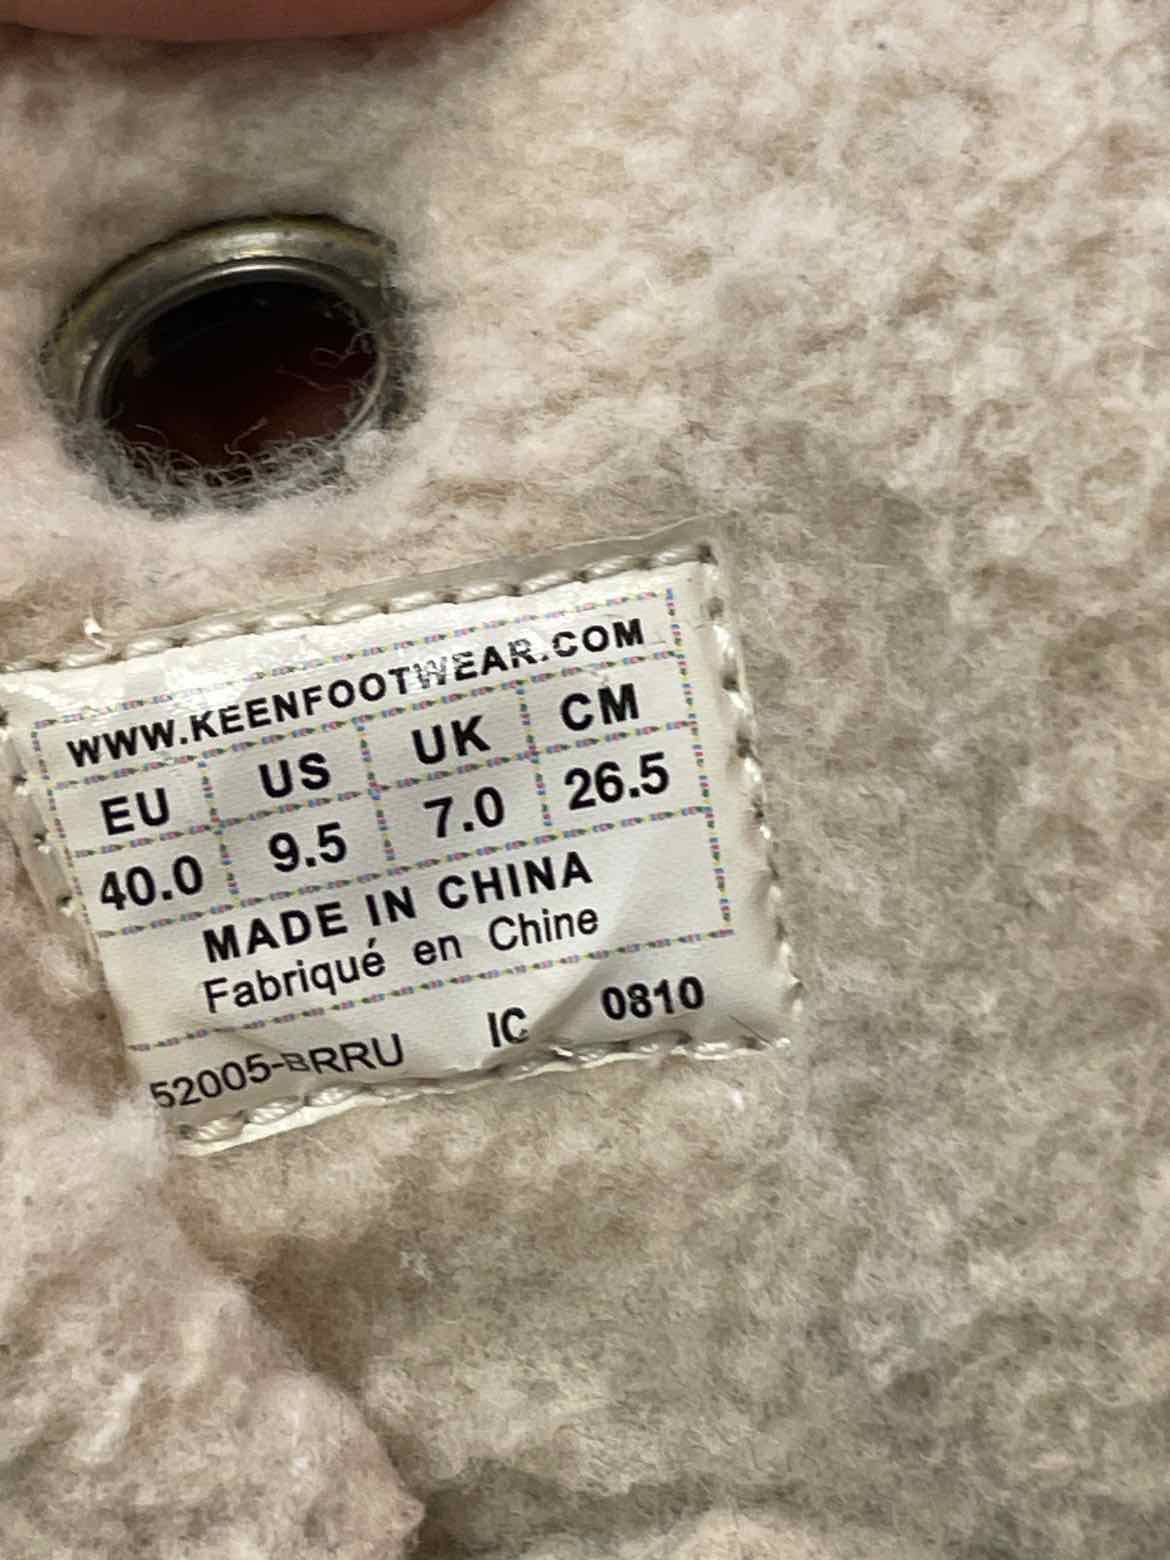 WWW.KEENFOOTWEAR.COM
EU US UK CM
40.0 9.5 7.0 26.5
MADE IN CHINA
Fabriqué en Chine
52005-BRRU IC 0810